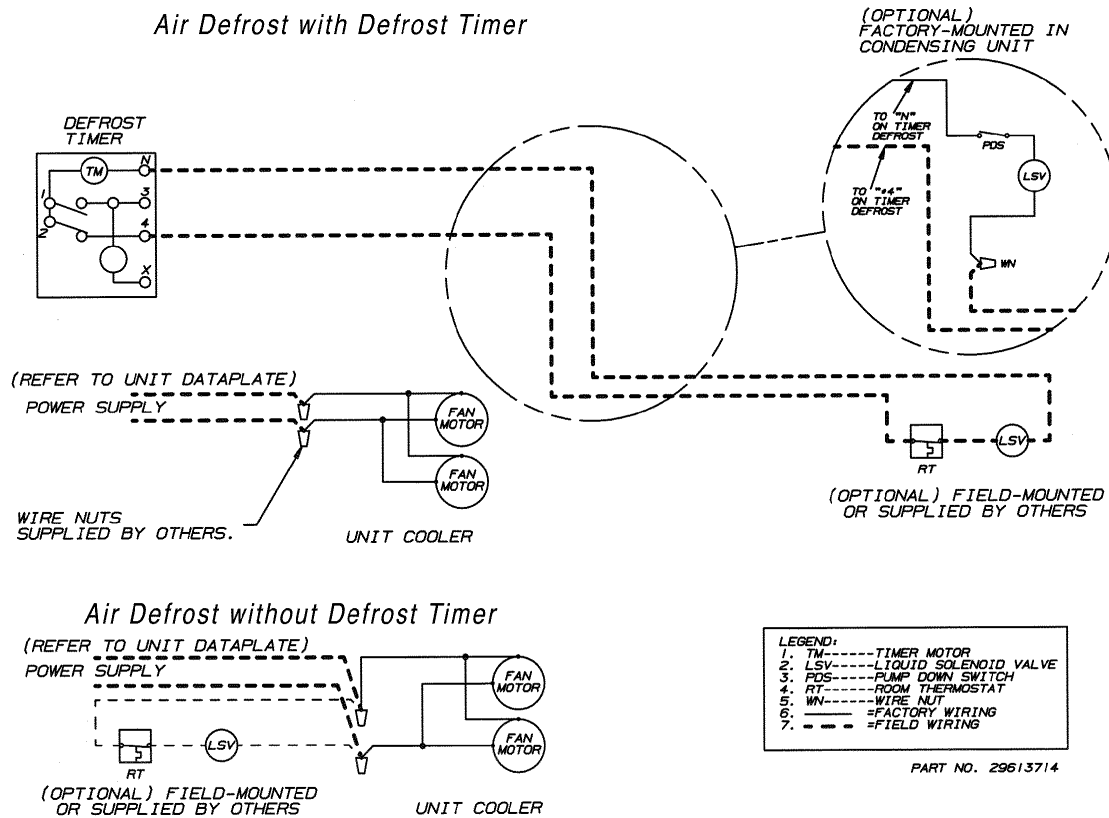 Air Defrost with Defrost Timer
(OPTIONAL)
FACTORY-MOUNTED IN
CONDENSING UNIT
DEFROST
TIMER
TM
N
1
3
2
4
X
TO "N"
ON TIMER
DEFROST
PDS
LSV
TO "#4"
ON TIMER
DEFROST
WN
(REFER TO UNIT DATAPLATE)
POWER SUPPLY
FAN
MOTOR
FAN
MOTOR
WIRE NUTS
SUPPLIED BY OTHERS.
UNIT COOLER
RT
LSV
(OPTIONAL) FIELD-MOUNTED
OR SUPPLIED BY OTHERS
Air Defrost without Defrost Timer
(REFER TO UNIT DATAPLATE)
POWER SUPPLY
FAN
MOTOR
FAN
MOTOR
RT
LSV
(OPTIONAL) FIELD-MOUNTED
OR SUPPLIED BY OTHERS
UNIT COOLER
LEGEND:
1. TM------TIMER MOTOR
2. LSV------LIQUID SOLENOID VALVE
3. PDS------PUMP DOWN SWITCH
4. RT------ROOM THERMOSTAT
5. WN------WIRE NUT
6. =FACTORY WIRING
7. =FIELD WIRING
PART NO. 29613714